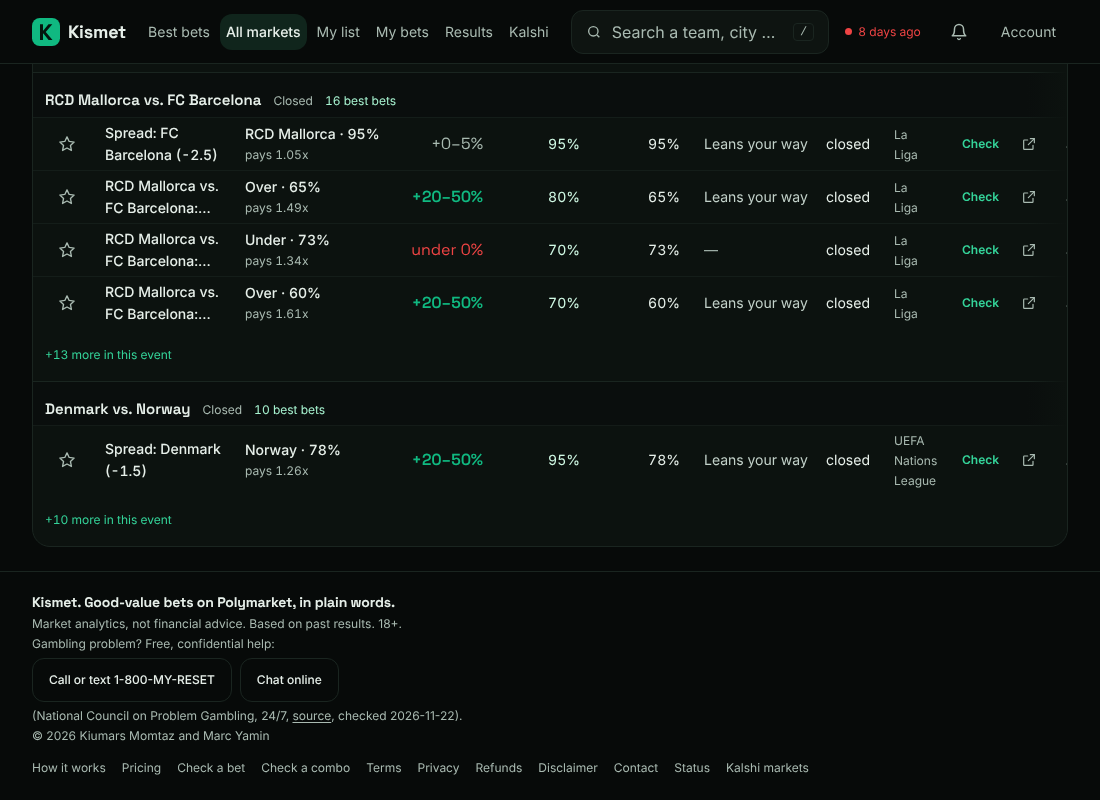 Kismet Best bets All markets My list My bets Results Kalshi Search a team, city ... / 8 days ago Account
RCD Mallorca vs. FC Barcelona Closed 16 best bets
Spread: FC Barcelona (-2.5) RCD Mallorca · 95% pays 1.05x +0–5% 95% 95% Leans your way closed La Liga Check
RCD Mallorca vs. FC Barcelona:... Over · 65% pays 1.49x +20–50% 80% 65% Leans your way closed La Liga Check
RCD Mallorca vs. FC Barcelona:... Under · 73% pays 1.34x under 0% 70% 73% — closed La Liga Check
RCD Mallorca vs. FC Barcelona:... Over · 60% pays 1.61x +20–50% 70% 60% Leans your way closed La Liga Check
+13 more in this event
Denmark vs. Norway Closed 10 best bets
Spread: Denmark (-1.5) Norway · 78% pays 1.26x +20–50% 95% 78% Leans your way closed UEFA Nations League Check
+10 more in this event
Kismet. Good-value bets on Polymarket, in plain words.
Market analytics, not financial advice. Based on past results. 18+.
Gambling problem? Free, confidential help:
Call or text 1-800-MY-RESET Chat online
(National Council on Problem Gambling, 24/7, source, checked 2026-11-22).
© 2026 Kiumars Momtaz and Marc Yamin
How it works Pricing Check a bet Check a combo Terms Privacy Refunds Disclaimer Contact Status Kalshi markets